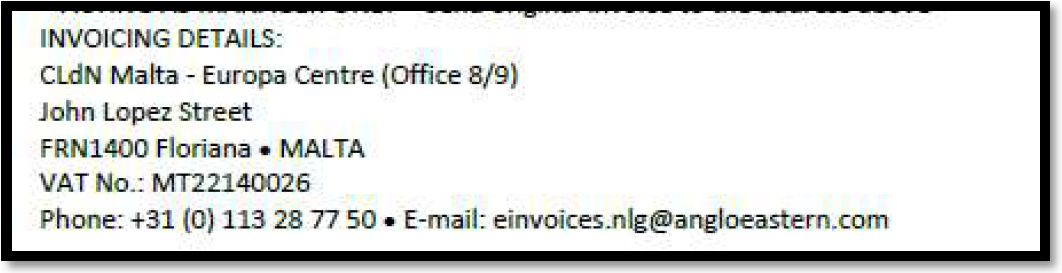 INVOICING DETAILS:
CLdN Malta - Europa Centre (Office 8/9)
John Lopez Street
FRN1400 Floriana • MALTA
VAT No.: MT22140026
Phone: +31 (0) 113 28 77 50 • E-mail: einvoices.nlg@angloeastern.com